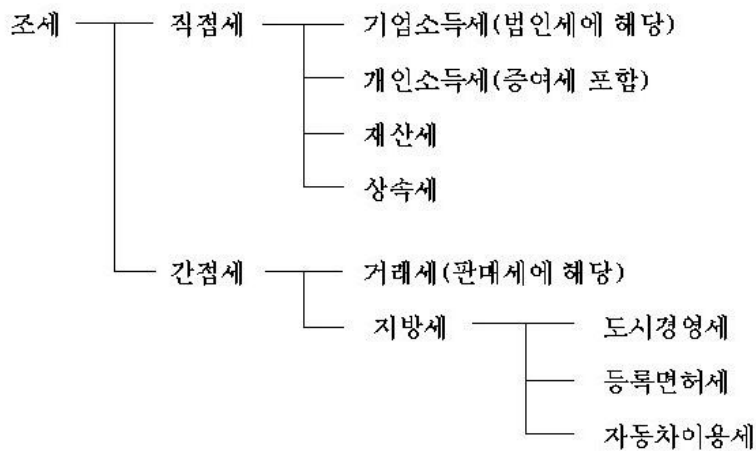 조세 직접세 기업소득세(법인세에 해당)
개인소득세(증여세 포함)
재산세
상속세
간접세 거래세(판매세에 해당)
지방세 도시경영세
등록면허세
자동차이용세